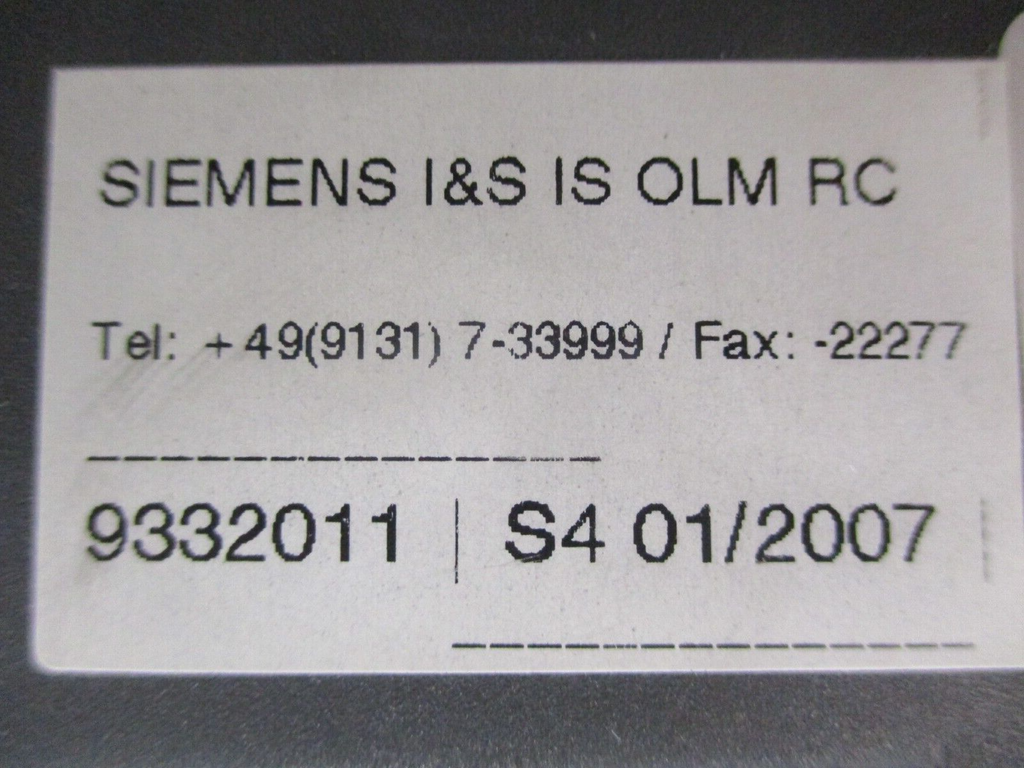 SIEMENS I&S IS OLM RC
Tel: +49(9131) 7-33999 / Fax: -22277
9332011 | S4 01/2007